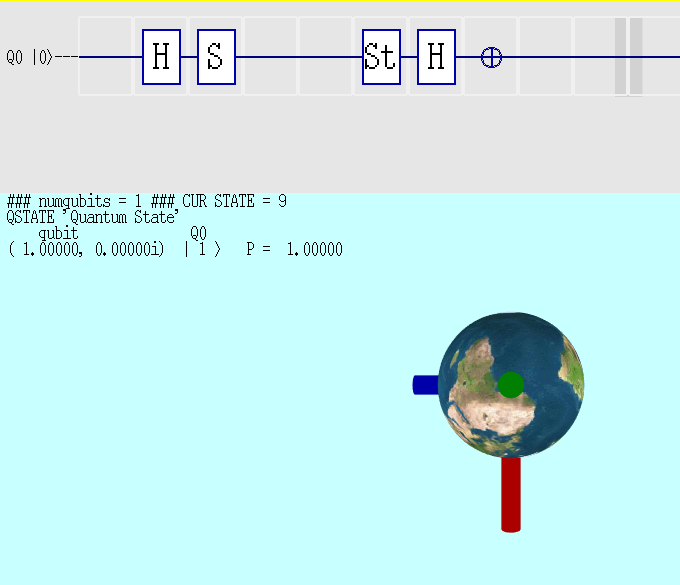 Q0 |0⟩--- H S St H
### numqubits = 1 ### CUR STATE = 9
QSTATE 'Quantum State'
qubit Q0
( 1.00000, 0.00000i) | 1 ⟩ P = 1.00000